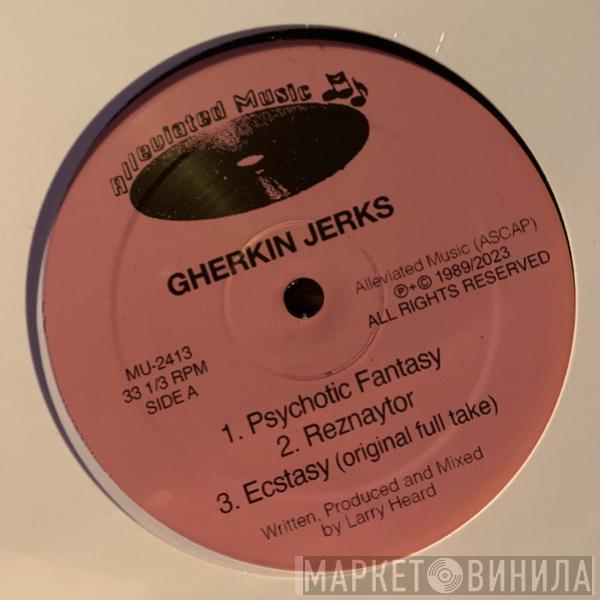 Alleviated Music
GHERKIN JERKS
Alleviated Music (ASCAP)
℗+© 1989/2023
ALL RIGHTS RESERVED
MU-2413
33 1/3 RPM
SIDE A
1. Psychotic Fantasy
2. Reznaytor
3. Ecstasy (original full take)
Written, Produced and Mixed
by Larry Heard
МАРКЕТ ВИНИЛА